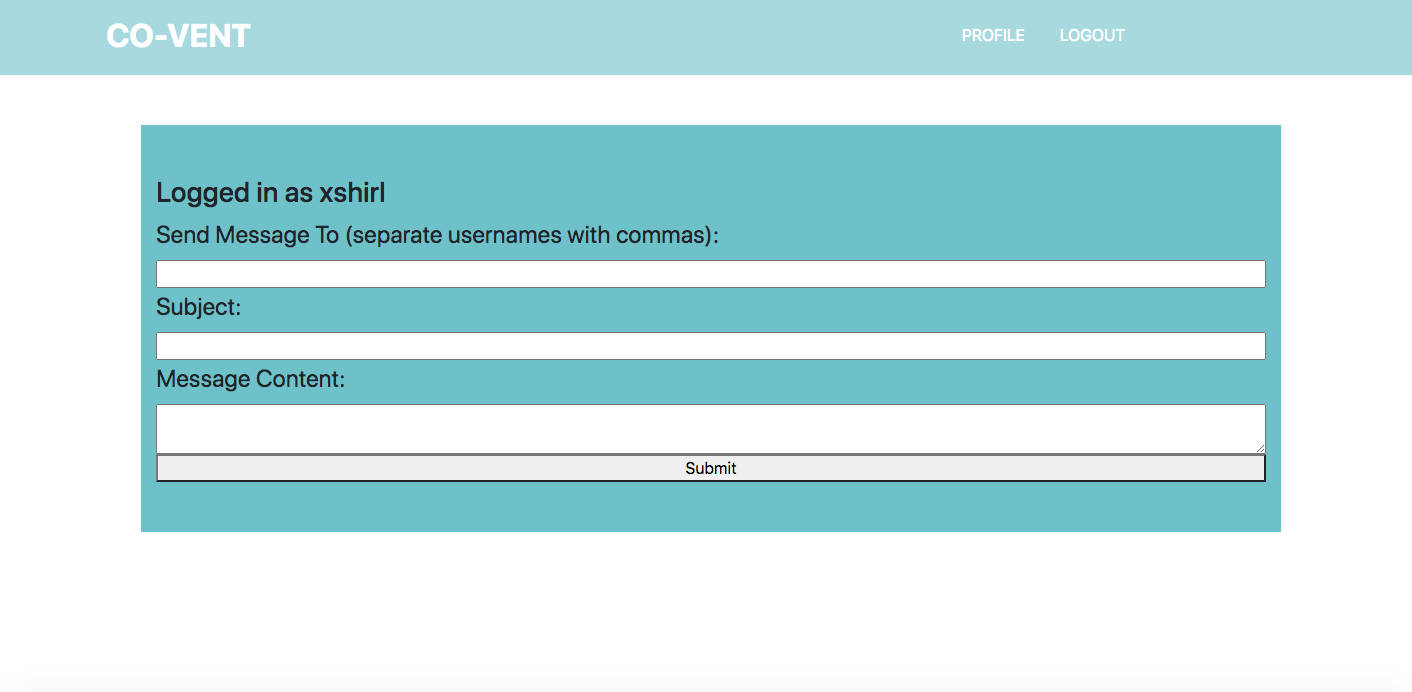 CO-VENT
PROFILE LOGOUT
Logged in as xshirl
Send Message To (separate usernames with commas):
Subject:
Message Content:
Submit